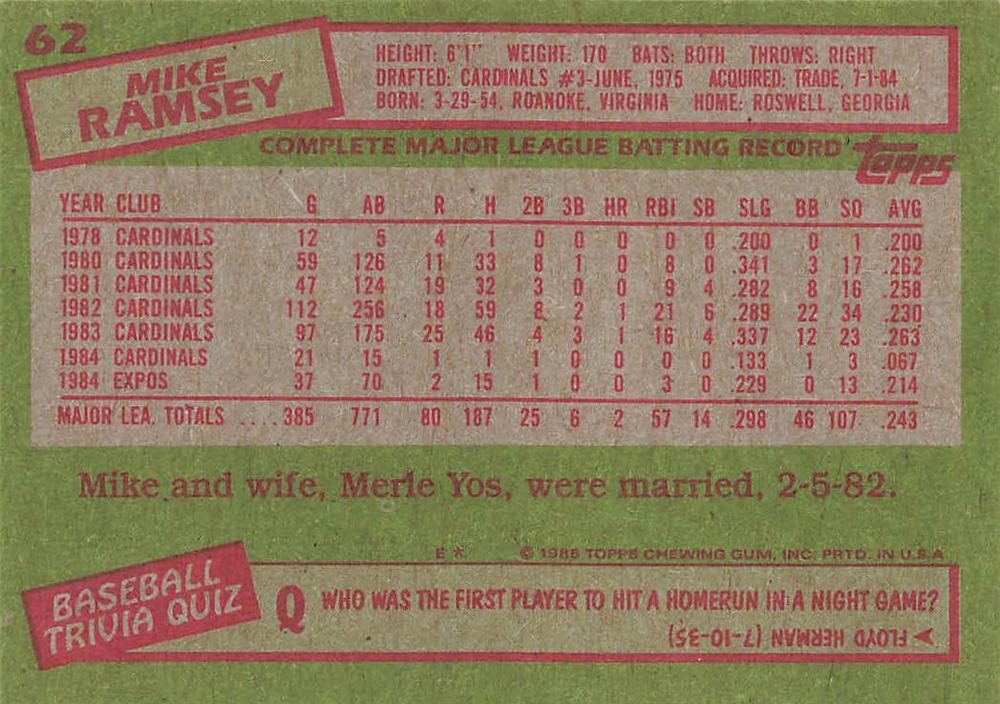 62
MIKE
RAMSEY
HEIGHT: 6'1" WEIGHT: 170 BATS: BOTH THROWS: RIGHT
DRAFTED: CARDINALS #3-JUNE, 1975 ACQUIRED: TRADE, 7-1-84
BORN: 3-29-54, ROANOKE, VIRGINIA HOME: ROSWELL, GEORGIA
COMPLETE MAJOR LEAGUE BATTING RECORD topps
YEAR CLUB G AB R H 2B 3B HR RBI SB SLG BB SO AVG
1978 CARDINALS 12 5 4 1 0 0 0 0 0 .200 0 1 .200
1980 CARDINALS 59 126 11 33 8 1 0 8 0 .341 3 17 .262
1981 CARDINALS 47 124 19 32 3 0 0 9 4 .282 8 16 .258
1982 CARDINALS 112 256 18 59 8 2 1 21 6 .289 22 34 .230
1983 CARDINALS 97 175 25 46 4 3 1 16 4 .337 12 23 .263
1984 CARDINALS 21 15 1 1 1 0 0 0 0 .133 1 3 .067
1984 EXPOS 37 70 2 15 1 0 0 3 0 .229 0 13 .214
MAJOR LEA. TOTALS ....385 771 80 187 25 6 2 57 14 .298 46 107 .243
Mike and wife, Merle Yos, were married, 2-5-82.
E * © 1985 TOPPS CHEWING GUM, INC. PRTD. IN U.S.A
BASEBALL
TRIVIA QUIZ
Q WHO WAS THE FIRST PLAYER TO HIT A HOMERUN IN A NIGHT GAME?
FLOYD HERMAN (7-10-35)